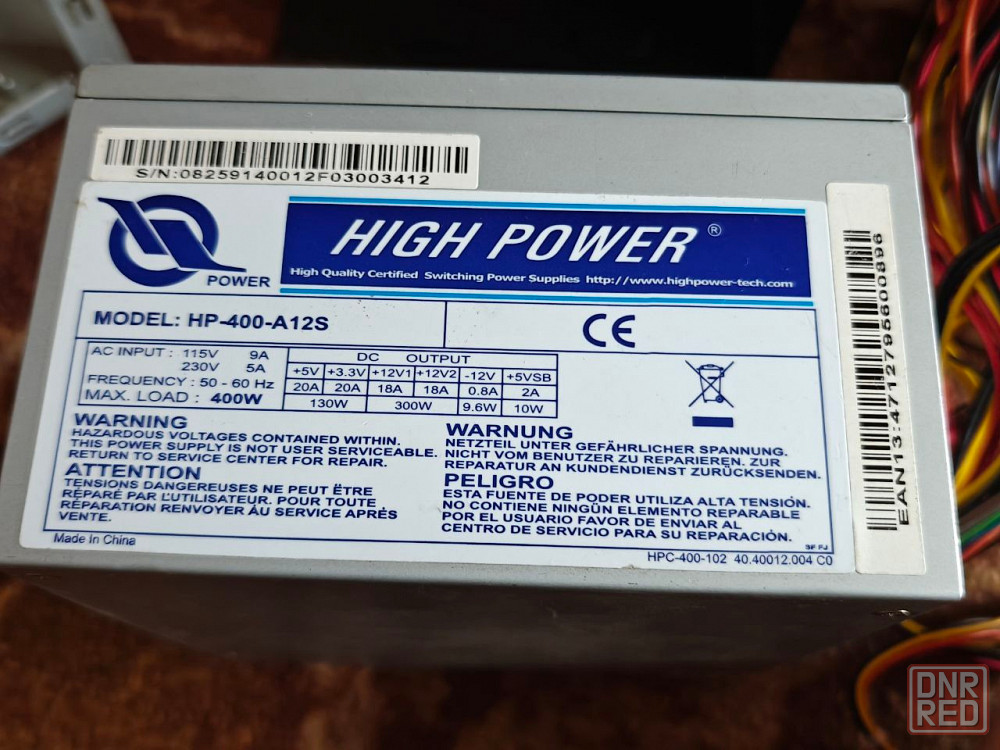 S/N:08259140012F03003412
POWER
HIGH POWER®
High Quality Certified Switching Power Supplies http://www.highpower-tech.com
MODEL: HP-400-A12S
CE
AC INPUT : 115V 9A
230V 5A
FREQUENCY : 50 - 60 Hz
MAX. LOAD : 400W
DC OUTPUT
+5V +3.3V +12V1 +12V2 -12V +5VSB
20A 20A 18A 18A 0.8A 2A
130W 300W 9.6W 10W
WARNING
HAZARDOUS VOLTAGES CONTAINED WITHIN.
THIS POWER SUPPLY IS NOT USER SERVICEABLE.
RETURN TO SERVICE CENTER FOR REPAIR.
ATTENTION
TENSIONS DANGEREUSES NE PEUT ËTRE
RÉPARÉ PAR L'UTILISATEUR. POUR TOUTE
RÉPARATION RENVOYER ÀU SERVICE APRÉS
VENTE.
WARNUNG
NETZTEIL UNTER GEFÄHRLICHER SPANNUNG.
NICHT VOM BENUTZER ZU REPARIEREN. ZUR
REPARATUR AN KUNDENDIENST ZURÜCKSENDEN.
PELIGRO
ESTA FUENTE DE PODER UTILIZA ALTA TENSIÓN.
NO CONTIENE NINGÚN ELEMENTO REPARABLE
POR EL USUARIO FAVOR DE ENVIAR AL
CENTRO DE SERVICIO PARA SU REPARACIÓN.
Made In China
SF FJ
HPC-400-102 40.40012.004 C0
EAN13:4712795800896
DNR
RED